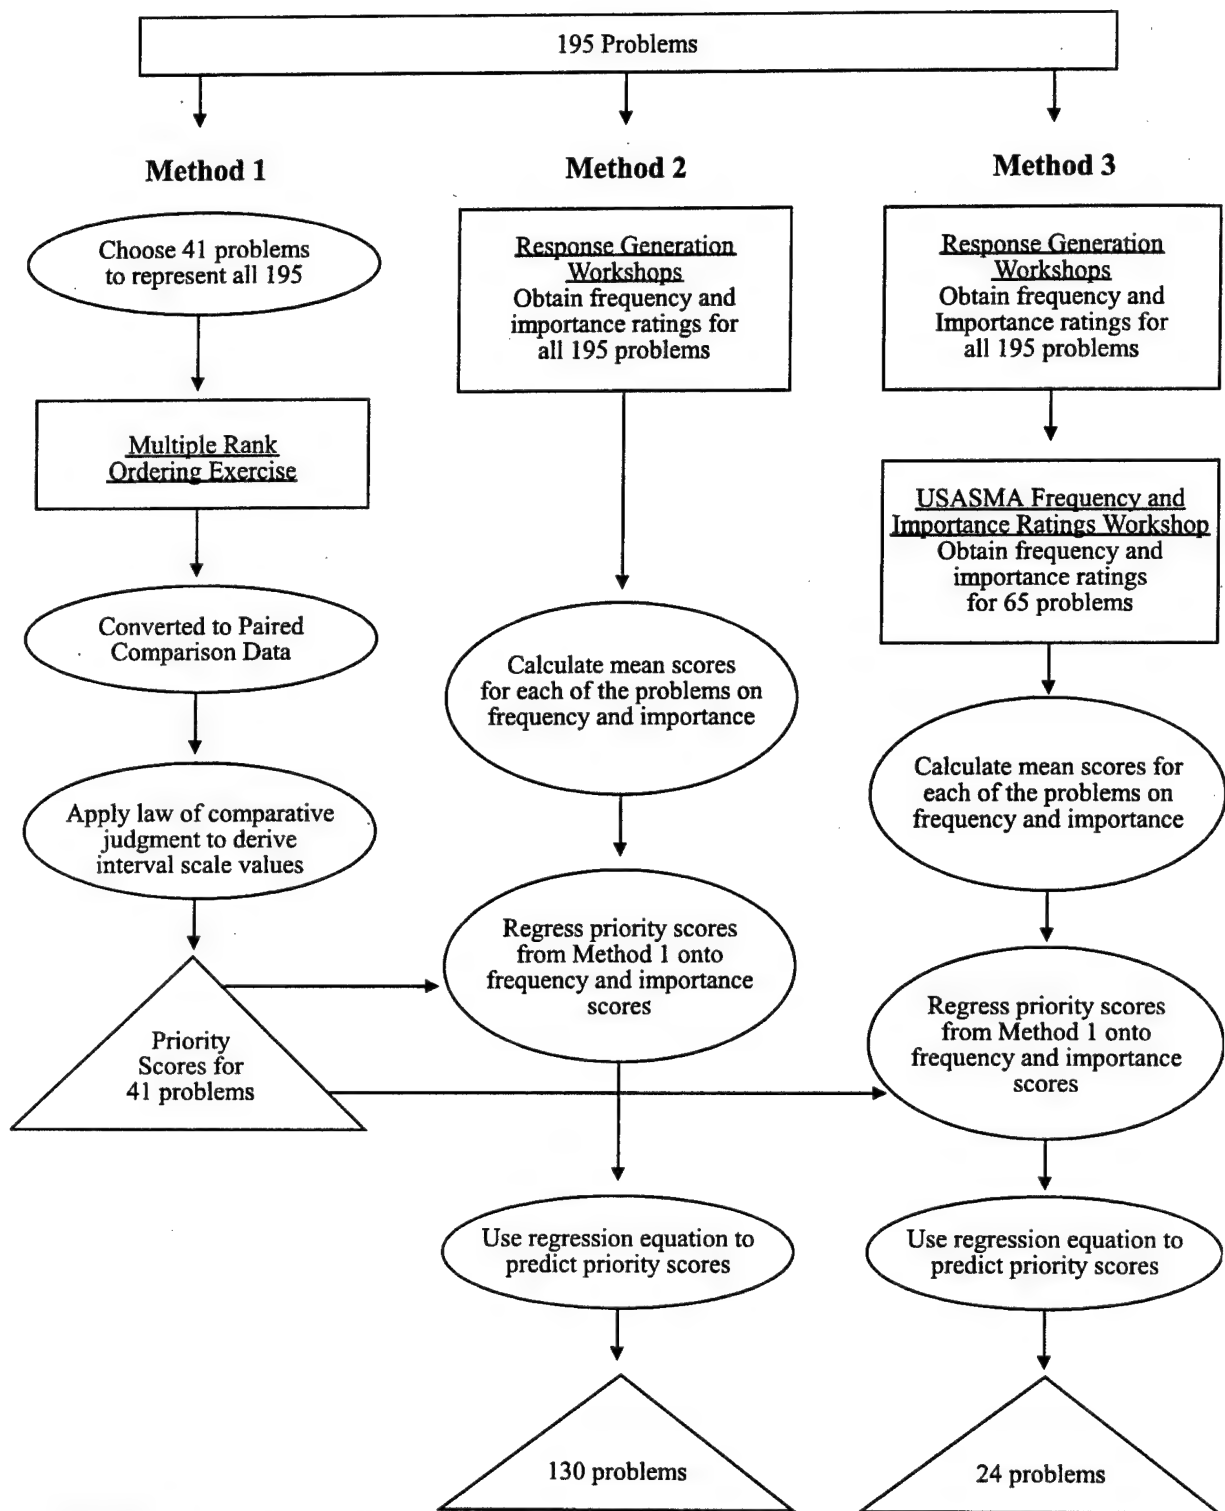 195 Problems
Method 1
Choose 41 problems
to represent all 195
Multiple Rank
Ordering Exercise
Converted to Paired
Comparison Data
Apply law of comparative
judgment to derive
interval scale values
Priority
Scores for
41 problems
Method 2
Response Generation
Workshops
Obtain frequency and
importance ratings for
all 195 problems
Calculate mean scores
for each of the problems on
frequency and importance
Regress priority scores
from Method 1 onto
frequency and importance
scores
Use regression equation to
predict priority scores
130 problems
Method 3
Response Generation
Workshops
Obtain frequency and
Importance ratings for
all 195 problems
USASMA Frequency and
Importance Ratings Workshop
Obtain frequency and
importance ratings
for 65 problems
Calculate mean scores for
each of the problems on
frequency and importance
Regress priority scores
from Method 1 onto
frequency and importance
scores
Use regression equation to
predict priority scores
24 problems